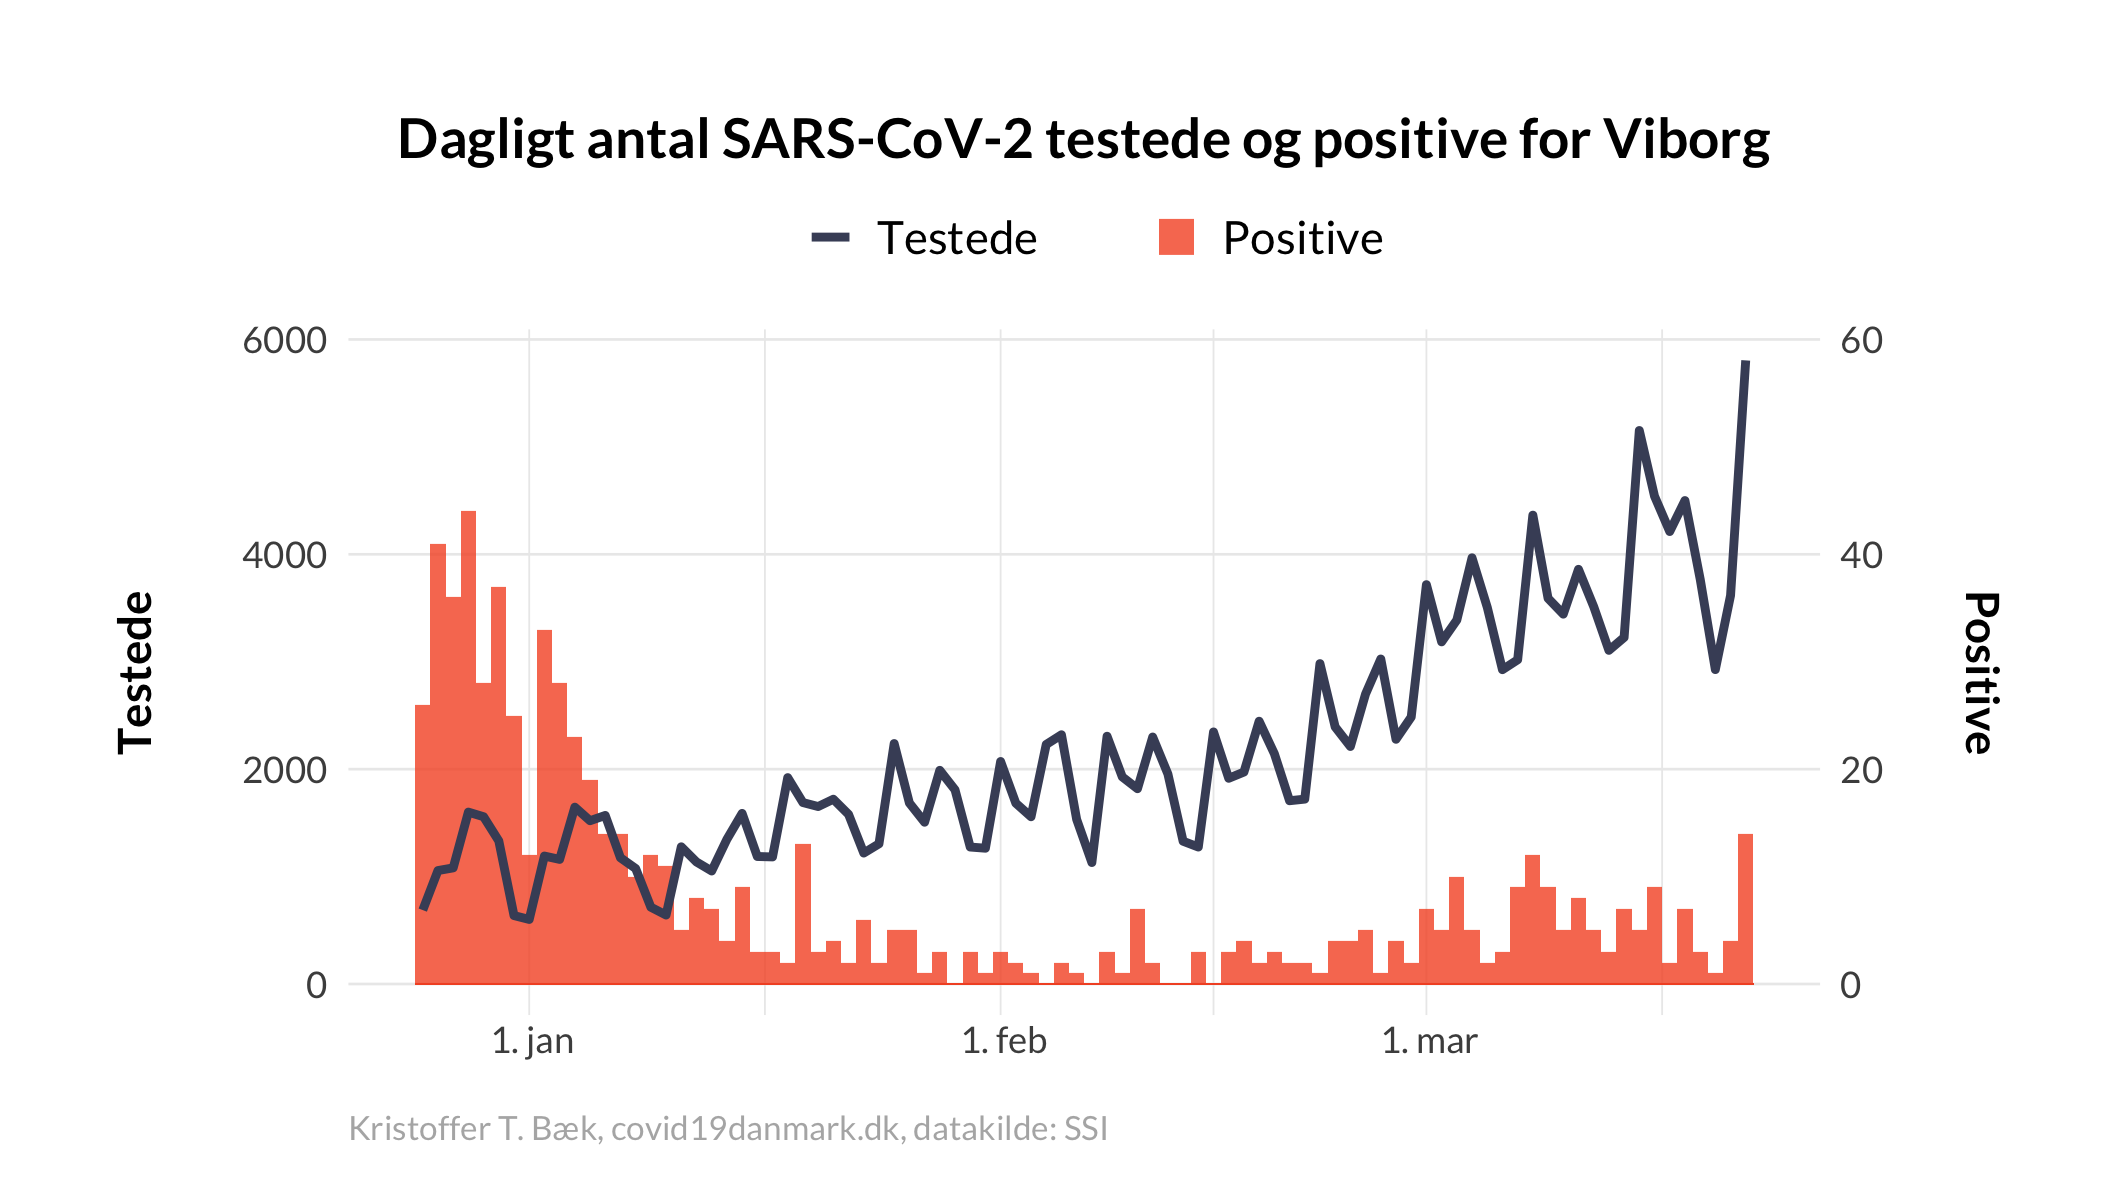 Dagligt antal SARS-CoV-2 testede og positive for Viborg
Testede
Positive
6000
4000
2000
0
60
40
20
0
Testede
Positive
1. jan
1. feb
1. mar
Kristoffer T. Bæk, covid19danmark.dk, datakilde: SSI